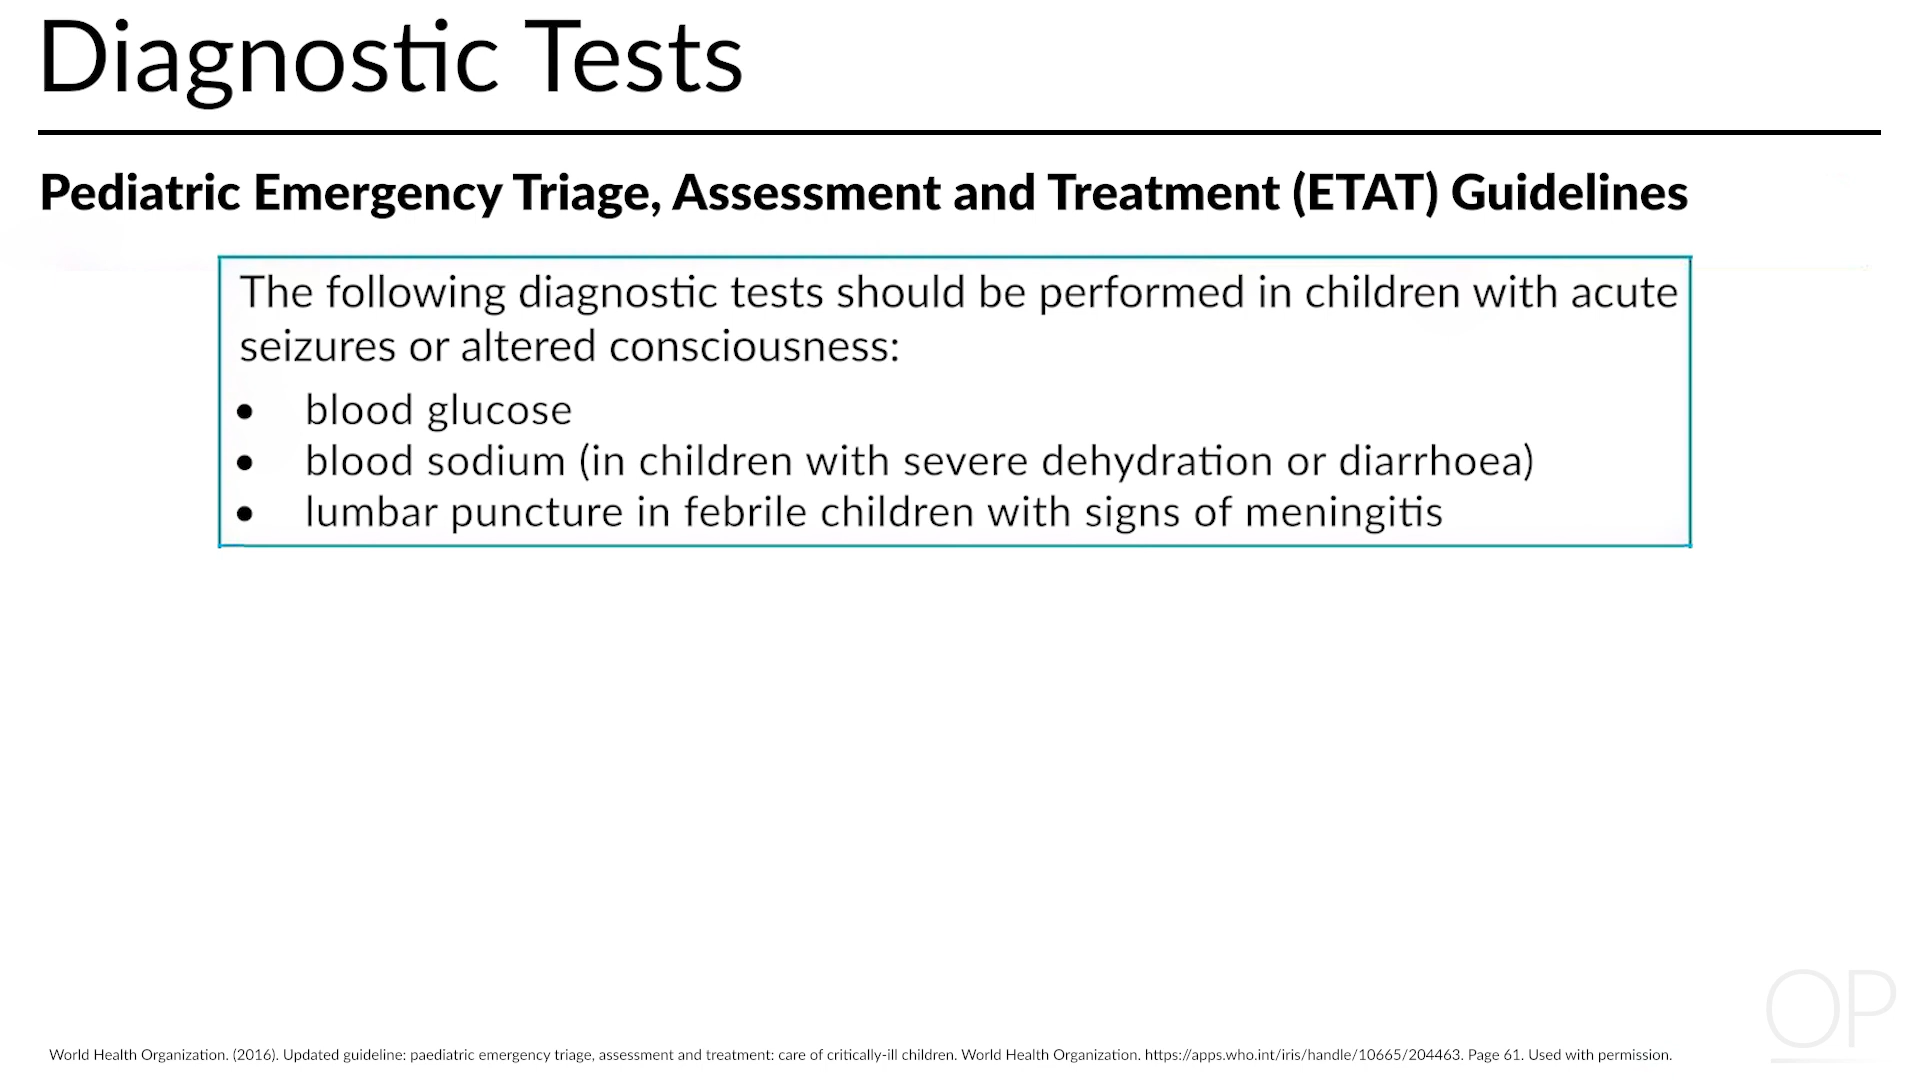 Diagnostic Tests
Pediatric Emergency Triage, Assessment and Treatment (ETAT) Guidelines
The following diagnostic tests should be performed in children with acute
seizures or altered consciousness:
• blood glucose
• blood sodium (in children with severe dehydration or diarrhoea)
• lumbar puncture in febrile children with signs of meningitis
OP
World Health Organization. (2016). Updated guideline: paediatric emergency triage, assessment and treatment: care of critically-ill children. World Health Organization. https://apps.who.int/iris/handle/10665/204463. Page 61. Used with permission.